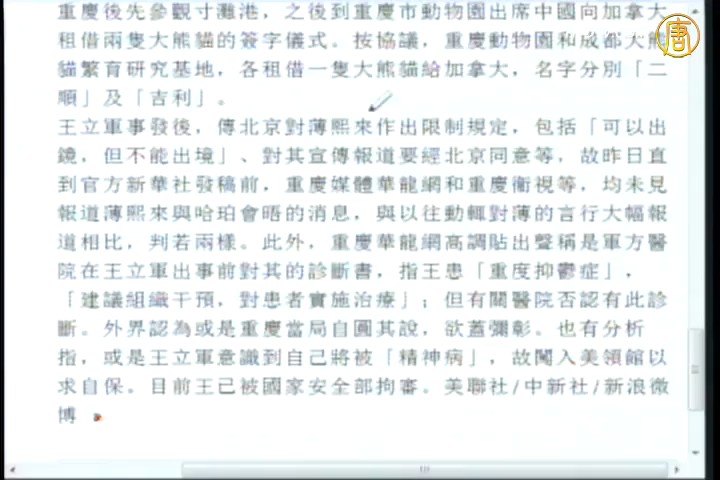 重慶後先參觀寸灘港，之後到重慶市動物園出席中國向加拿大
租借兩隻大熊貓的簽字儀式。按協議，重慶動物園和成都大熊
貓繁育研究基地，各租借一隻大熊貓給加拿大，名字分別「二
順」及「吉利」。
王立軍事發後，傳北京對薄熙來作出限制規定，包括「可以出
鏡，但不能出境」、對其宣傳報道要經北京同意等，故昨日直
到官方新華社發稿前，重慶媒體華龍網和重慶衞視等，均未見
報道薄熙來與哈珀會晤的消息，與以往動輒對薄的言行大幅報
道相比，判若兩樣。此外，重慶華龍網高調貼出聲稱是軍方醫
院在王立軍出事前對其的診斷書，指王患「重度抑鬱症」，
「建議組織干預，對患者實施治療」；但有關醫院否認有此診
斷。外界認為或是重慶當局自圓其說，欲蓋彌彰。也有分析
指，或是王立軍意識到自己將被「精神病」，故闖入美領館以
求自保。目前王已被國家安全部拘審。美聯社/中新社/新浪微
博
唐